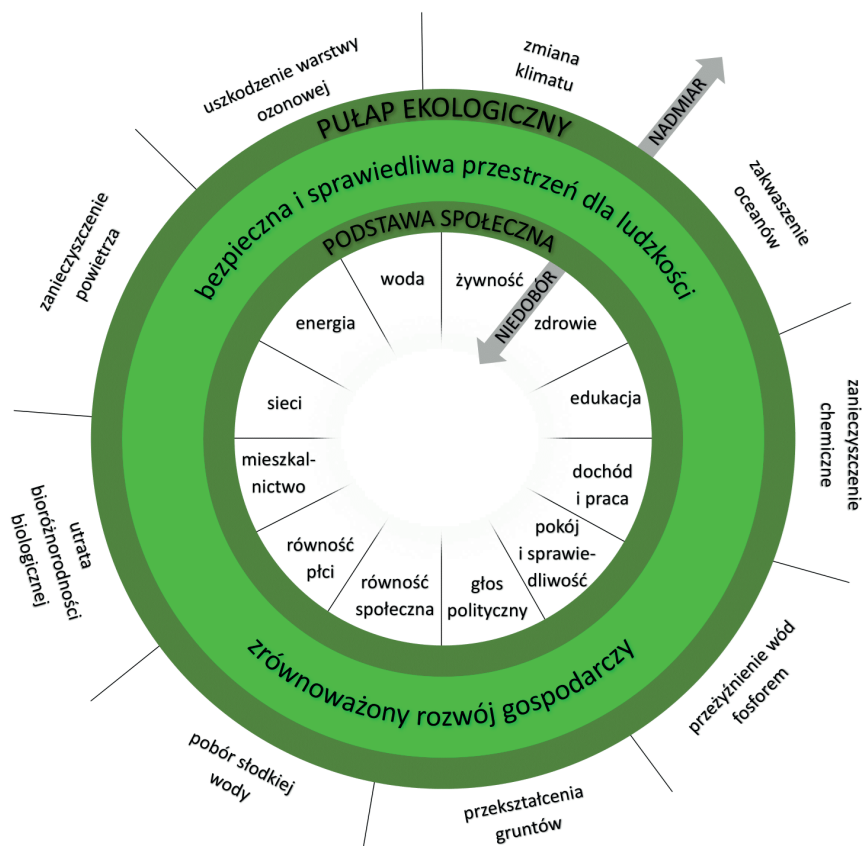 zmiana
klimatu
NADMIAR
zakwaszenie
oceanów
zanieczyszczenie
chemiczne
przeżyźnienie wód
fosforem
przekształcenia
gruntów
pobór słodkiej
wody
utrata
bioróżnorodności
biologicznej
zanieczyszczenie
powietrza
uszkodzenie warstwy
ozonowej
PUŁAP EKOLOGICZNY
bezpieczna i sprawiedliwa przestrzeń dla ludzkości
PODSTAWA SPOŁECZNA
NIEDOBÓR
woda
żywność
zdrowie
edukacja
dochód
i praca
pokój
i sprawie-
dliwość
głos
polityczny
równość
społeczna
równość
płci
mieszkal-
nictwo
sieci
energia
zrównoważony rozwój gospodarczy